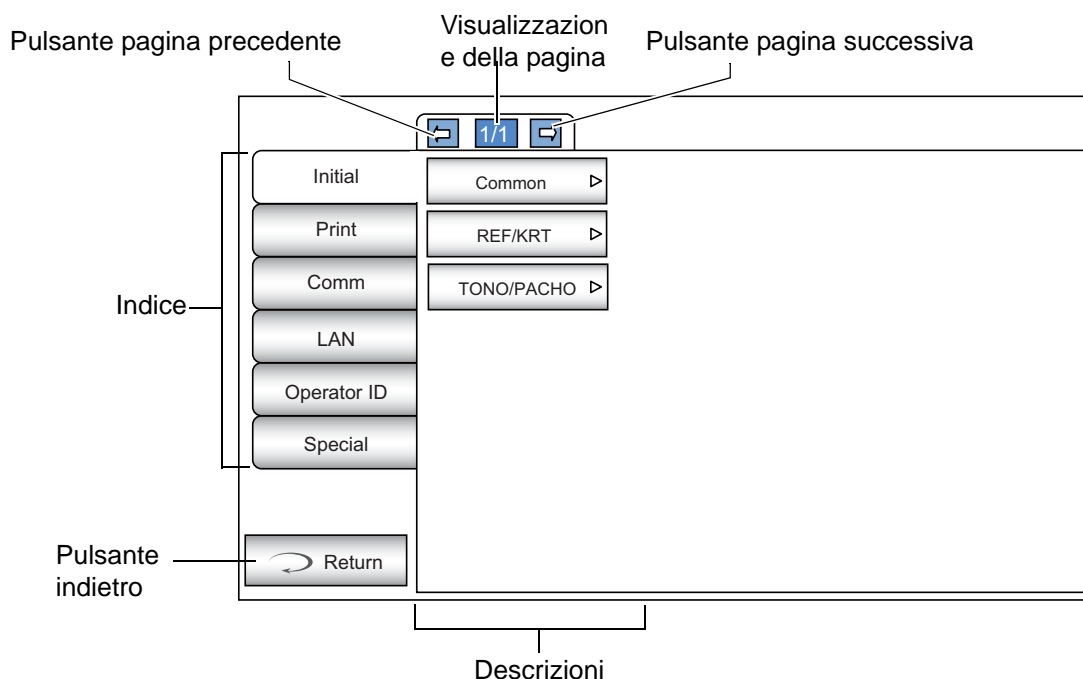 Pulsante pagina precedente
Visualizzazion
e della pagina
Pulsante pagina successiva
1/1
Initial
Common
Print
REF/KRT
Comm
TONO/PACHO
Indice
LAN
Operator ID
Special
Pulsante
indietro
Return
Descrizioni